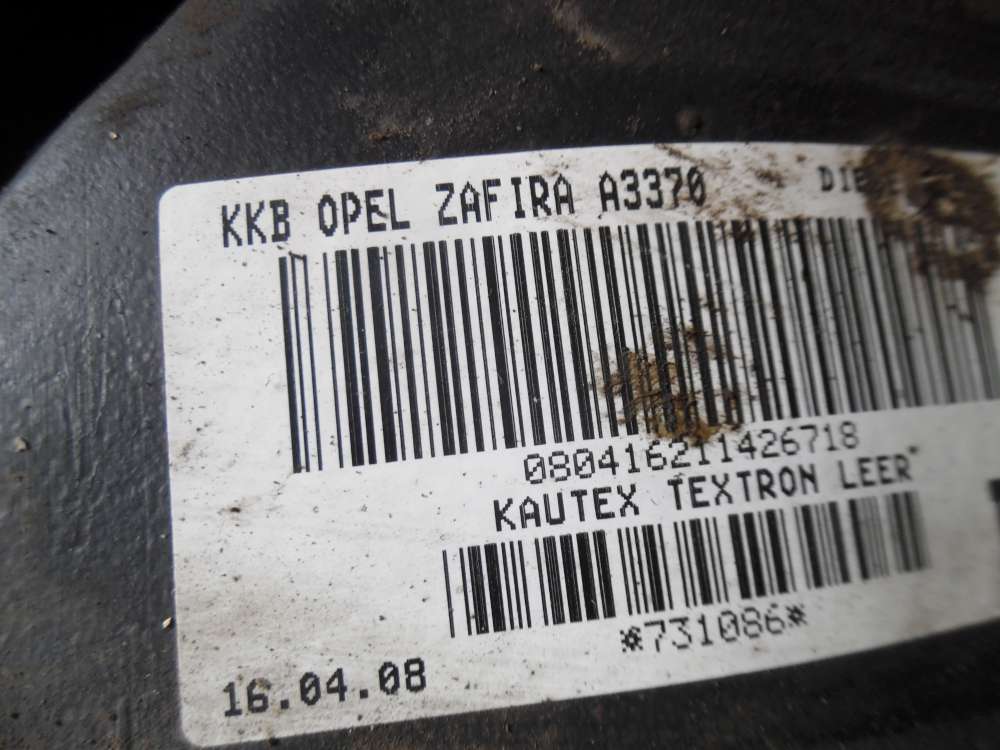 KKB OPEL ZAFIRA A3370
080416211426718
KAUTEX TEXTRON LEER
*731086*
16.04.08